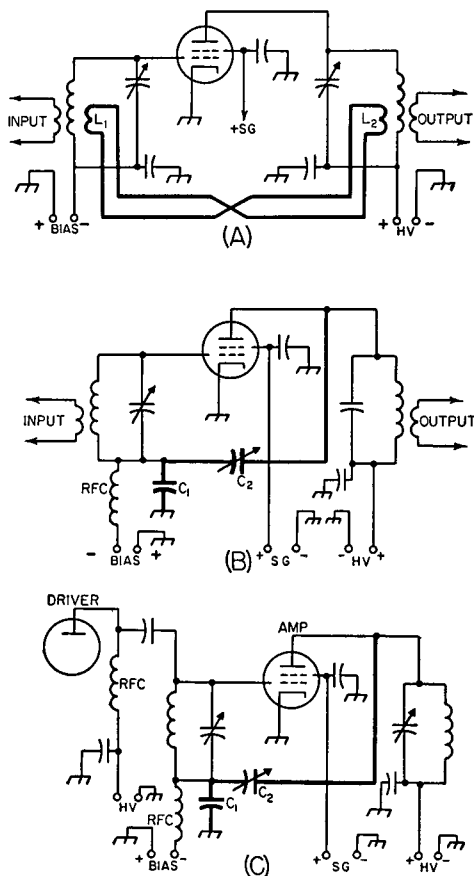 INPUT
L1
+SG
L2
OUTPUT
+ BIAS -
+ HV -
(A)
INPUT
OUTPUT
RFC
C1
C2
- BIAS +
+ SG -
- HV +
(B)
DRIVER
AMP
RFC
HV
+ -
RFC
C1
C2
+ BIAS -
+ SG -
+ HV -
(C)